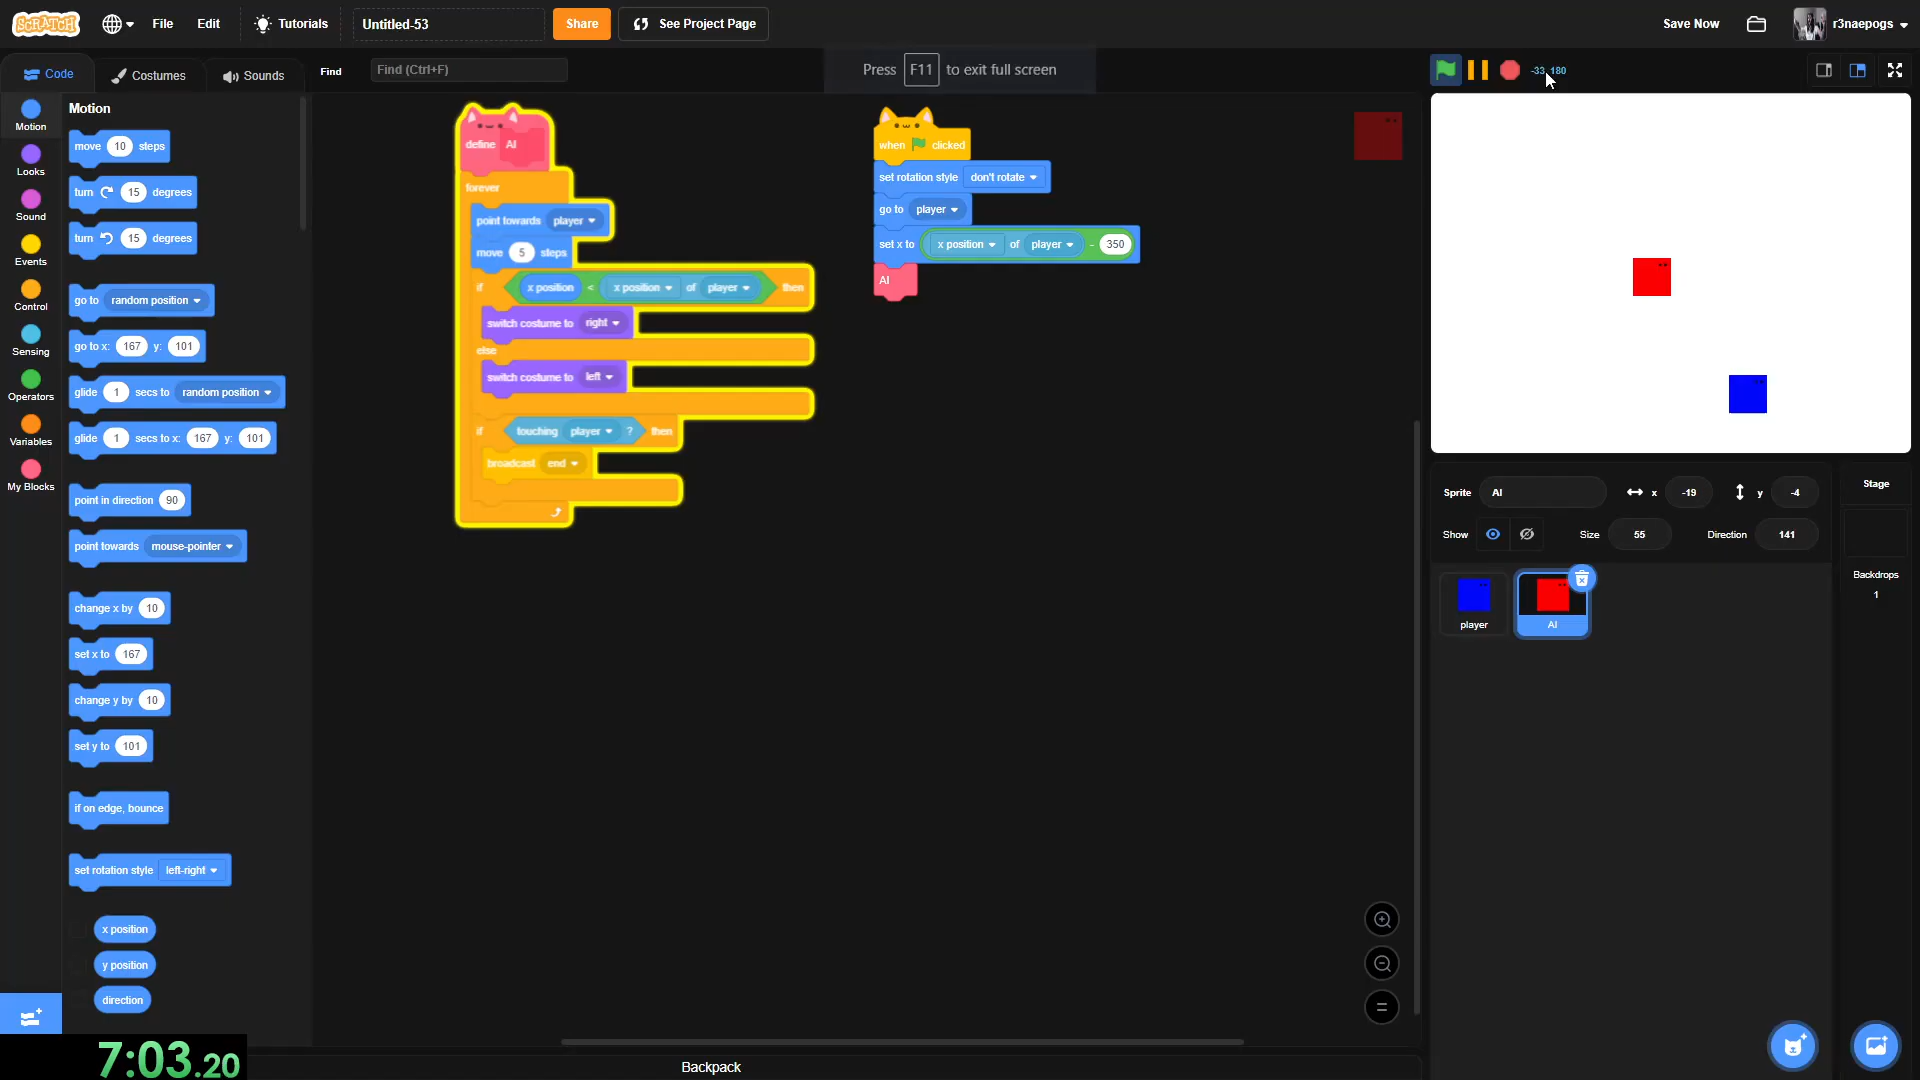 SCRATCH
File
Edit
Tutorials
Untitled-53
Share
See Project Page
Save Now
r3naepogs
Code
Costumes
Sounds
Find
Find (Ctrl+F)
Press F11 to exit full screen
-33, 180
Motion
Looks
Sound
Events
Control
Sensing
Operators
Variables
My Blocks
Motion
move 10 steps
turn 15 degrees
turn 15 degrees
go to random position
go to x: 167 y: 101
glide 1 secs to random position
glide 1 secs to x: 167 y: 101
point in direction 90
point towards mouse-pointer
change x by 10
set x to 167
change y by 10
set y to 101
if on edge, bounce
set rotation style left-right
x position
y position
direction
define AI
forever
point towards player
move 5 steps
if x position < x position of player then
switch costume to right
else
switch costume to left
if touching player ? then
broadcast end
when clicked
set rotation style don't rotate
go to player
set x to x position of player - 350
AI
Sprite AI x -19 y -4
Show Size 55 Direction 141
player
AI
Stage
Backdrops
1
7:03.20
Backpack